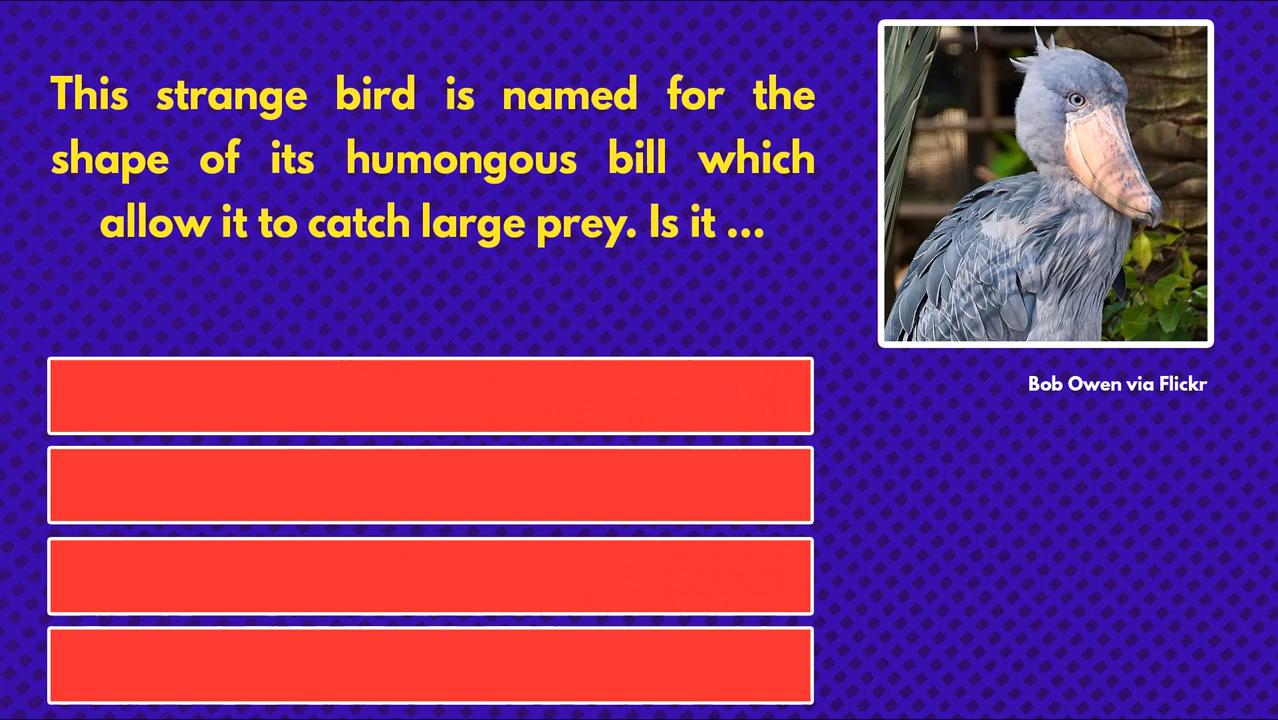 This strange bird is named for the
shape of its humongous bill which
allow it to catch large prey. Is it ...
Bob Owen via Flickr